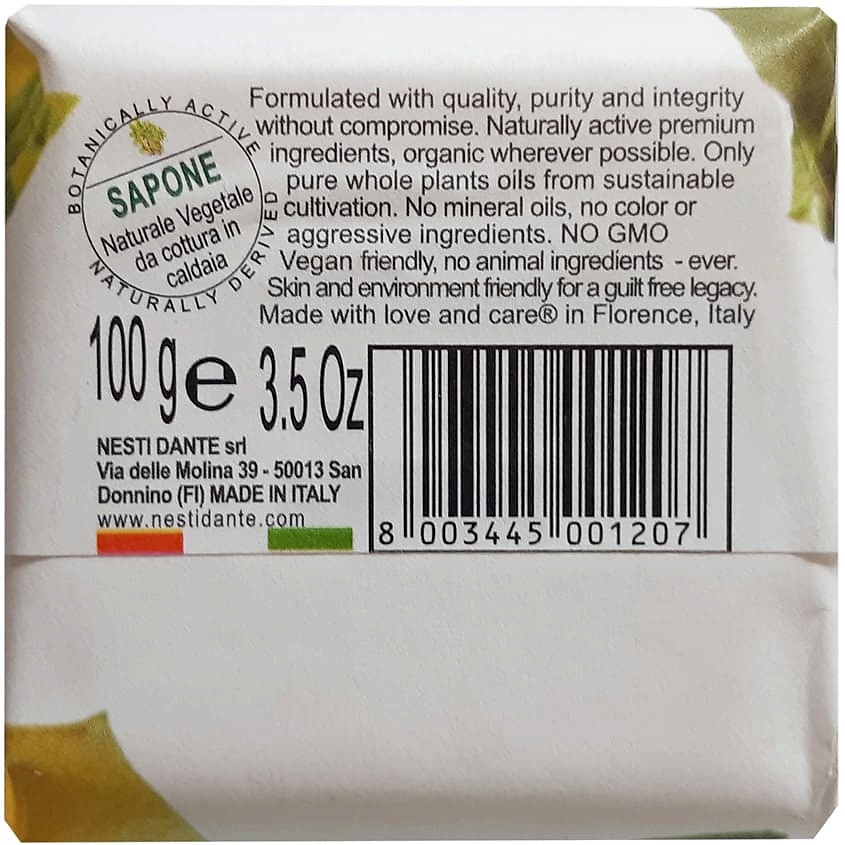 BOTANICALLY ACTIVE
SAPONE
Naturale Vegetale
da cottura in
caldaia
NATURALLY DERIVED
Formulated with quality, purity and integrity
without compromise. Naturally active premium
ingredients, organic wherever possible. Only
pure whole plants oils from sustainable
cultivation. No mineral oils, no color or
aggressive ingredients. NO GMO
Vegan friendly, no animal ingredients - ever.
Skin and environment friendly for a guilt free legacy.
Made with love and care® in Florence, Italy
100 g e 3.5 Oz
NESTI DANTE srl
Via delle Molina 39 - 50013 San
Donnino (FI) MADE IN ITALY
www.nestidante.com
8 003445 001207